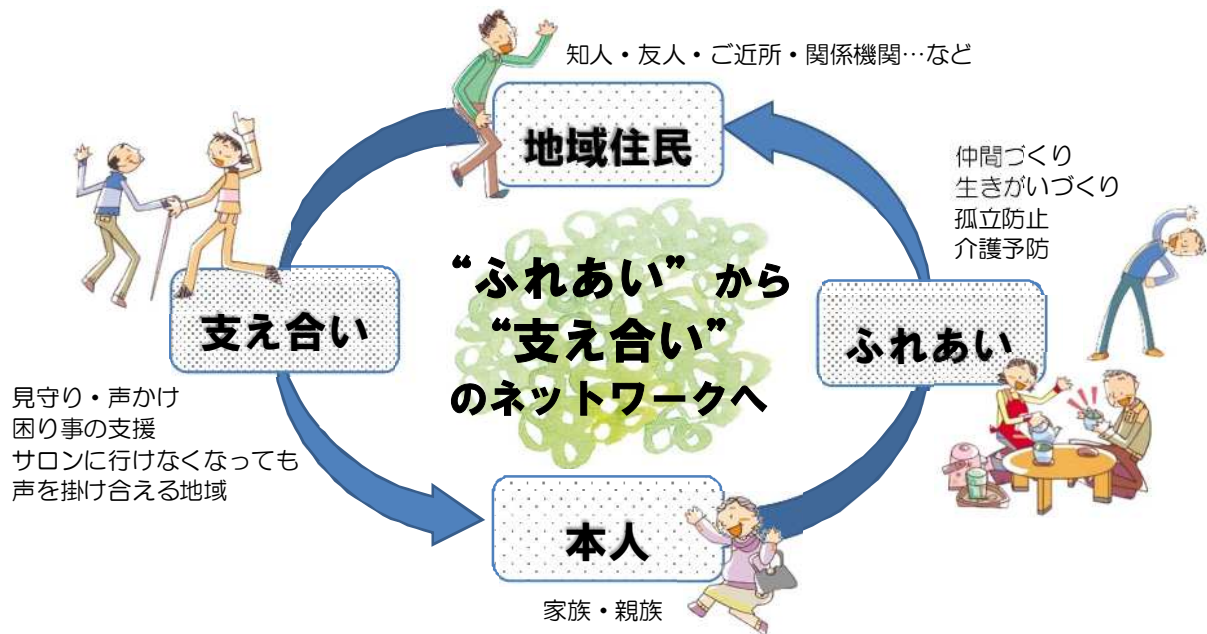 知人・友人・ご近所・関係機関…など
地域住民
仲間づくり
生きがいづくり
孤立防止
介護予防
“ふれあい”から
“支え合い”
のネットワークへ
支え合い
ふれあい
見守り・声かけ
困り事の支援
サロンに行けなくなっても
声を掛け合える地域
本人
家族・親族